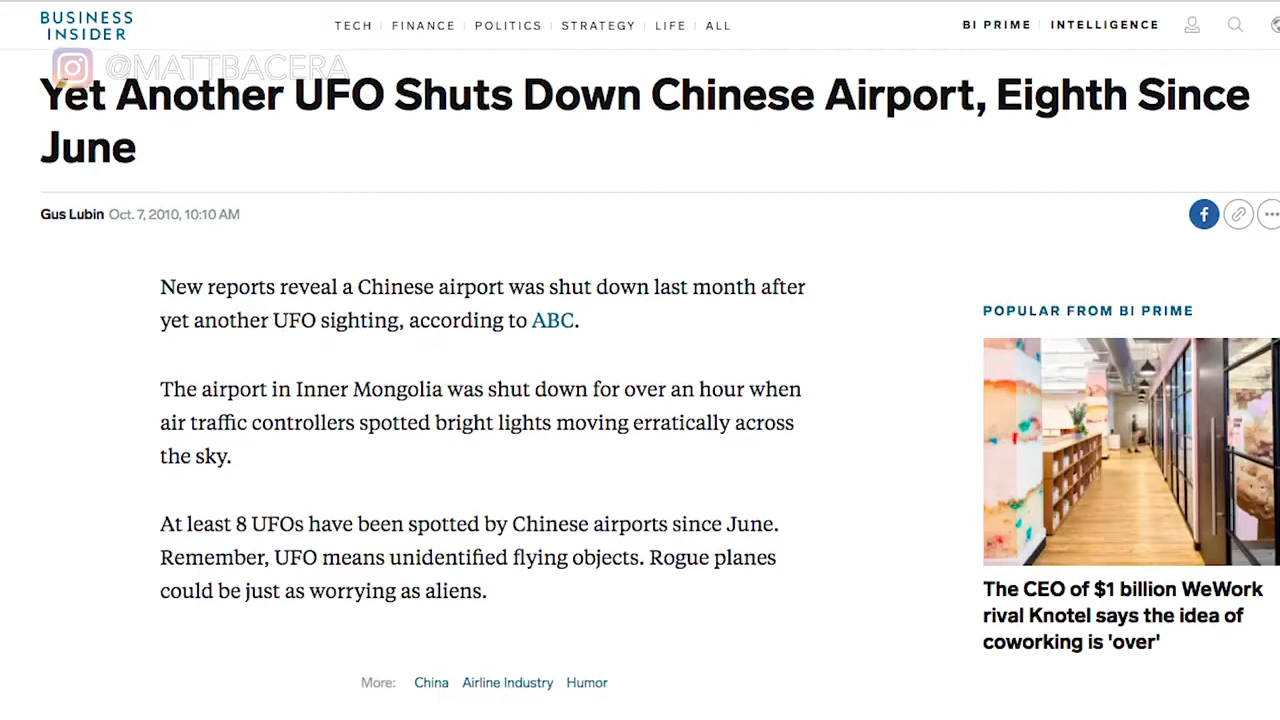 BUSINESS
INSIDER
TECH FINANCE POLITICS STRATEGY LIFE ALL
BI PRIME INTELLIGENCE
@MATTBACERA
Yet Another UFO Shuts Down Chinese Airport, Eighth Since
June
Gus Lubin Oct. 7, 2010, 10:10 AM
f
New reports reveal a Chinese airport was shut down last month after
yet another UFO sighting, according to ABC.
The airport in Inner Mongolia was shut down for over an hour when
air traffic controllers spotted bright lights moving erratically across
the sky.
At least 8 UFOs have been spotted by Chinese airports since June.
Remember, UFO means unidentified flying objects. Rogue planes
could be just as worrying as aliens.
POPULAR FROM BI PRIME
The CEO of $1 billion WeWork
rival Knotel says the idea of
coworking is 'over'
More: China Airline Industry Humor